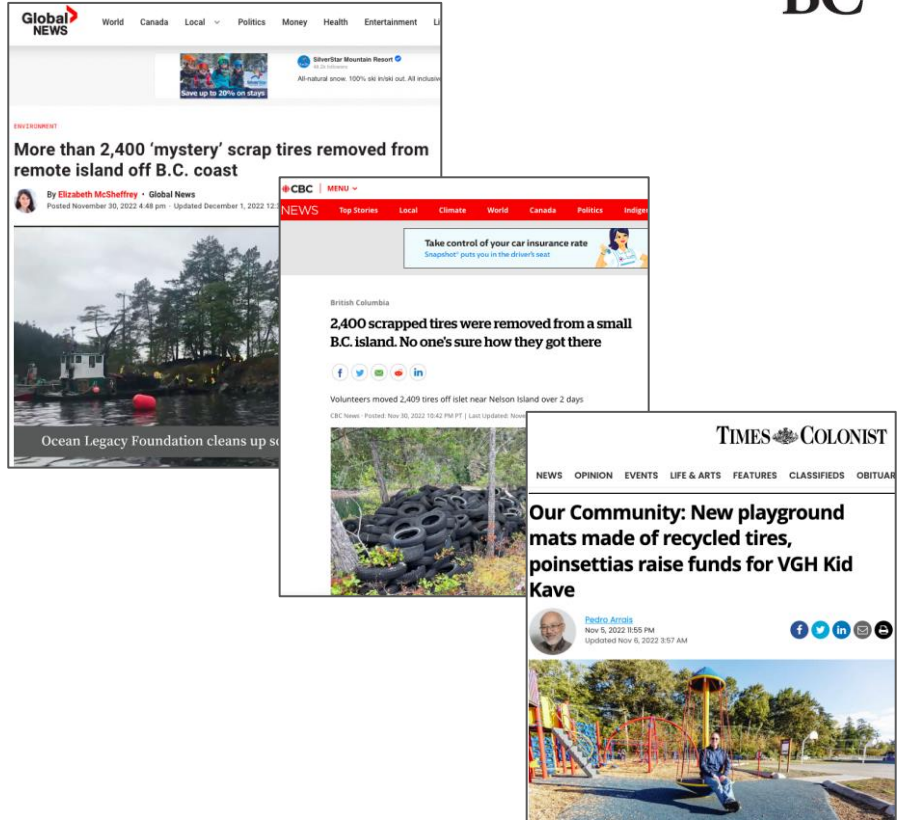 BC
Global
NEWS
World Canada Local Politics Money Health Entertainment
SilverStar Mountain Resort
All-natural snow. 100% ski in/ski out. All
Save up to 20% on stays
ENVIRONMENT
More than 2,400 ‘mystery’ scrap tires removed from
remote island off B.C. coast
By Elizabeth McSheffrey • Global News
Posted November 30, 2022 4:48 pm · Updated December 1, 2022
Ocean Legacy Foundation cleans up
CBC MENU
NEWS Top Stories Local Climate World Canada Politics
Take control of your car insurance rate
Snapshot® puts you in the driver's seat
British Columbia
2,400 scrapped tires were removed from a small
B.C. island. No one's sure how they got there
f in
Volunteers moved 2,409 tires off islet near Nelson Island over 2 days
CBC News · Posted: Nov 30, 2022 10:42 PM PT | Last Updated:
TIMES COLONIST
NEWS OPINION EVENTS LIFE & ARTS FEATURES CLASSIFIEDS
Our Community: New playground
mats made of recycled tires,
poinsettias raise funds for VGH Kid
Kave
Pedro Arrais
Nov 5, 2022 11:55 PM
Updated Nov 6, 2022 3:57 AM
f in